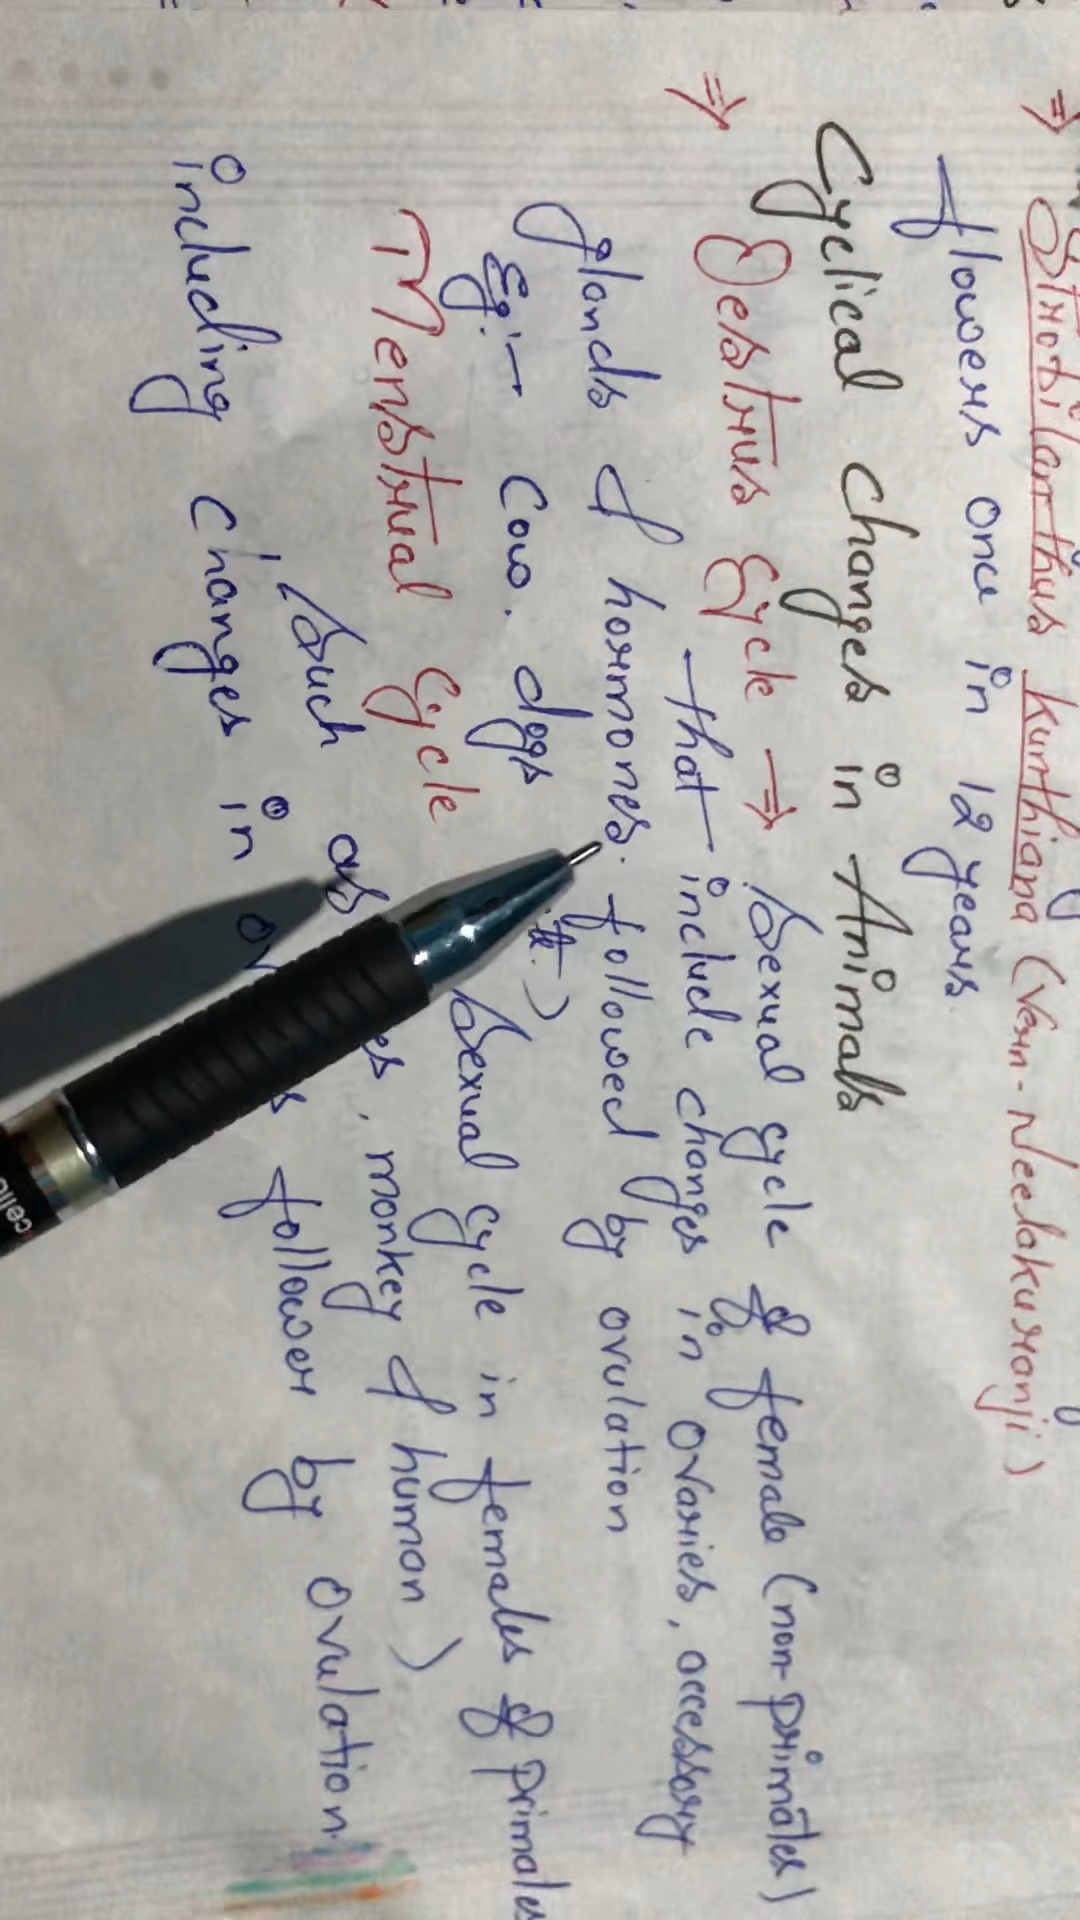 ⇒ Strobilanthus kunthiana (Vern-Neelakuranji)
flowers once in 12 years.
Cyclical changes in Animals
⇒ Oestrus Cycle → Sexual cycle of female (non-primates)
that include changes in ovaries, accessory
glands & hormones. followed by ovulation
Eg:- Cow. dogs
Menstrual Cycle Sexual cycle in females of primates
such as monkey & human)
including changes in follower by ovulation.
cello